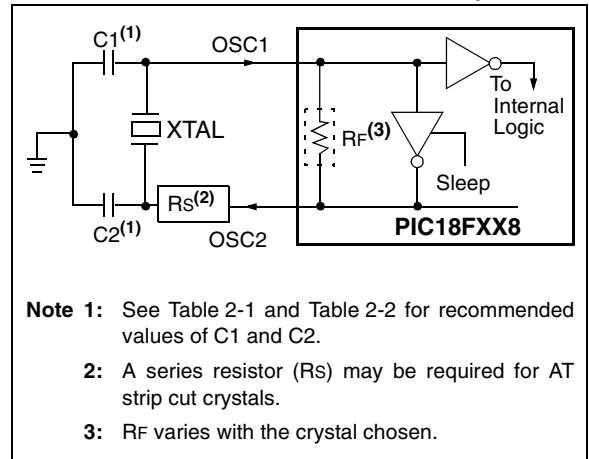 C1(1)
OSC1
To
Internal
Logic
XTAL
RF(3)
Sleep
RS(2)
C2(1)
OSC2
PIC18FXX8
Note 1: See Table 2-1 and Table 2-2 for recommended
values of C1 and C2.
2: A series resistor (RS) may be required for AT
strip cut crystals.
3: RF varies with the crystal chosen.